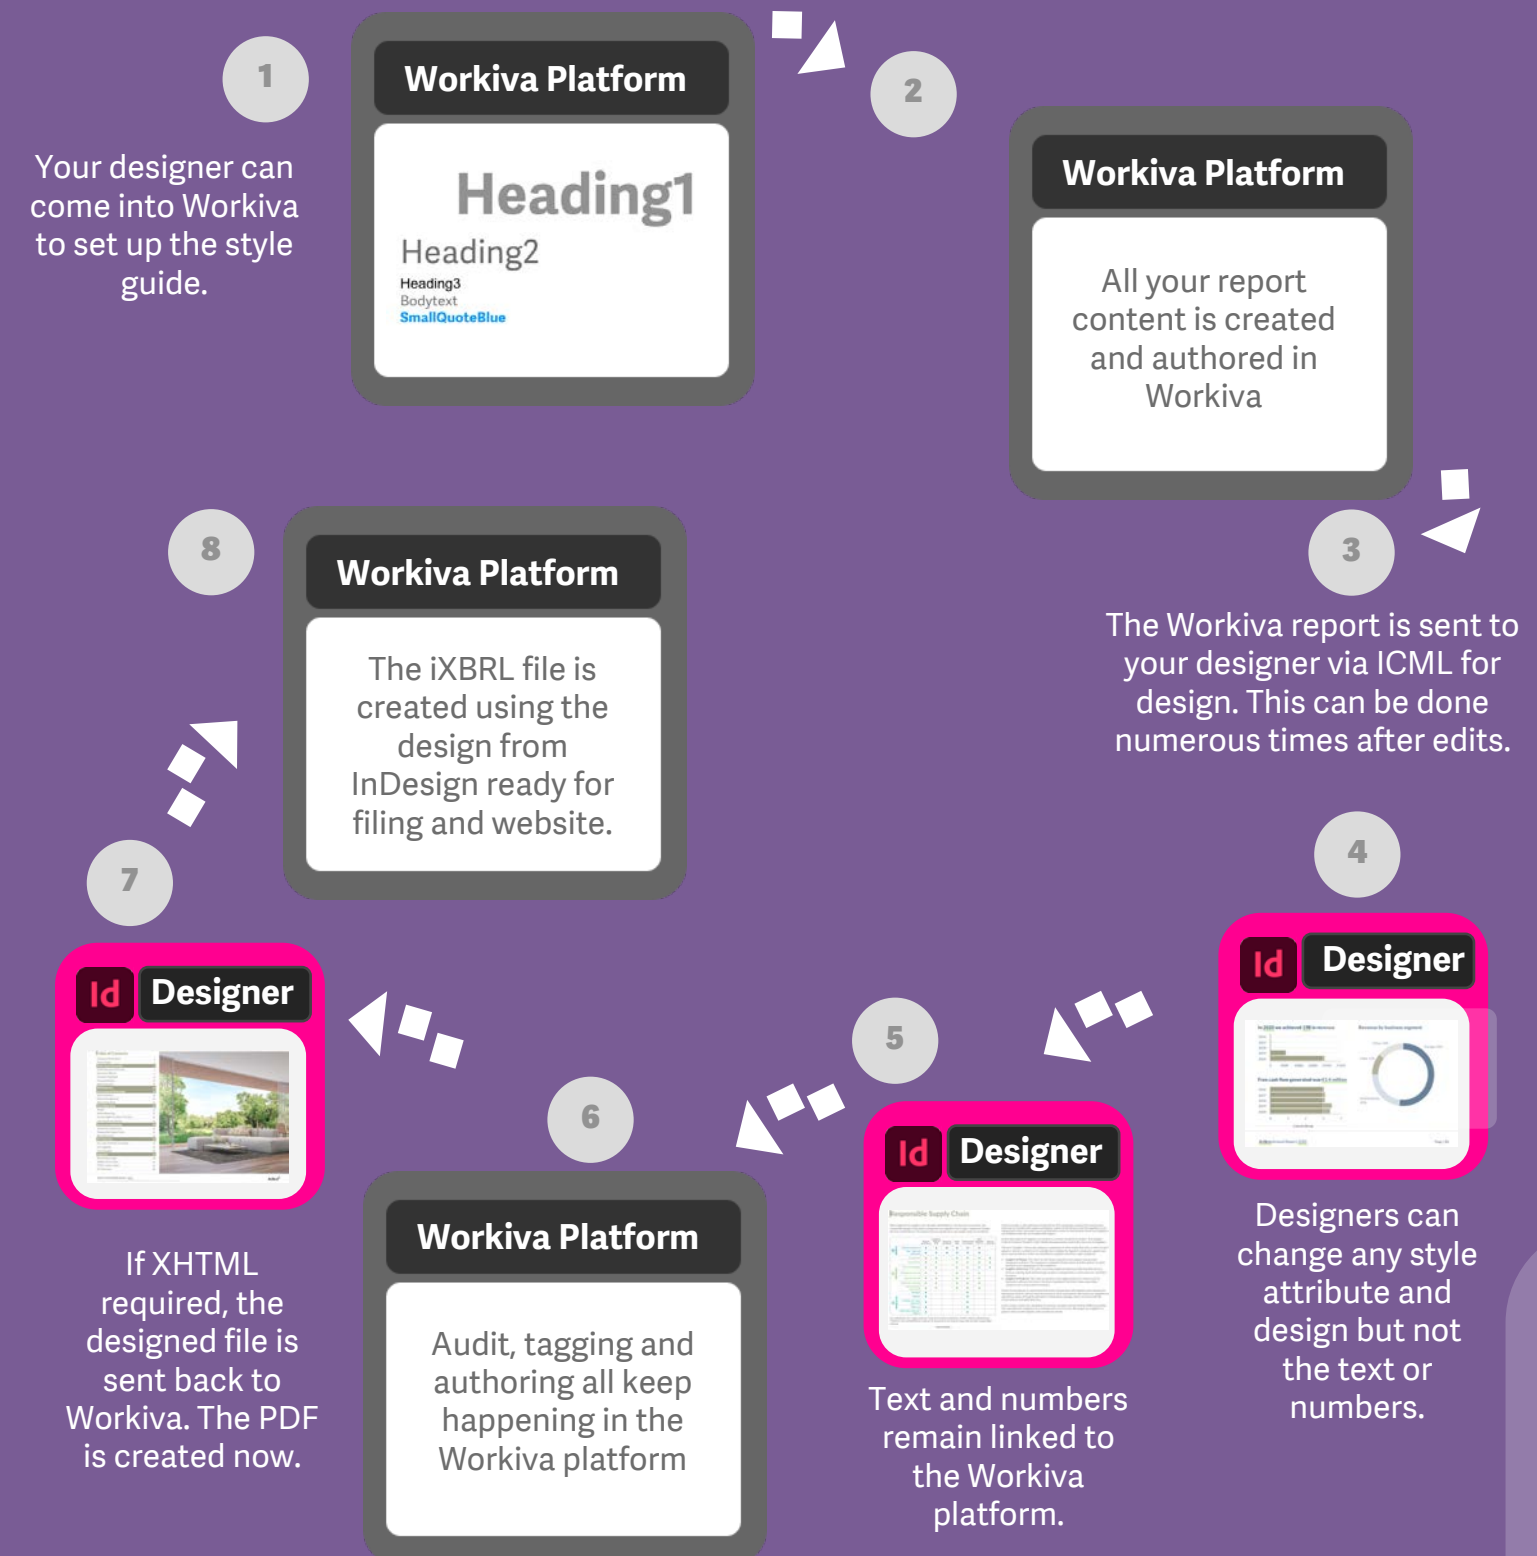 1
Your designer can
come into Workiva
to set up the style
guide.
Workiva Platform
Heading1
Heading2
Heading3
Bodytext
SmallQuoteBlue
2
Workiva Platform
All your report
content is created
and authored in
Workiva
3
The Workiva report is sent to
your designer via ICML for
design. This can be done
numerous times after edits.
4
Id Designer
Revenue by business segment
Designers can
change any style
attribute and
design but not
the text or
numbers.
5
Id Designer
Responsible Supply Chain
Text and numbers
remain linked to
the Workiva
platform.
6
Workiva Platform
Audit, tagging and
authoring all keep
happening in the
Workiva platform
7
Id Designer
If XHTML
required, the
designed file is
sent back to
Workiva. The PDF
is created now.
8
Workiva Platform
The iXBRL file is
created using the
design from
InDesign ready for
filing and website.